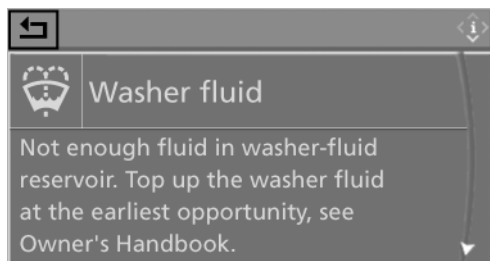 Washer fluid
Not enough fluid in washer-fluid
reservoir. Top up the washer fluid
at the earliest opportunity, see
Owner's Handbook.